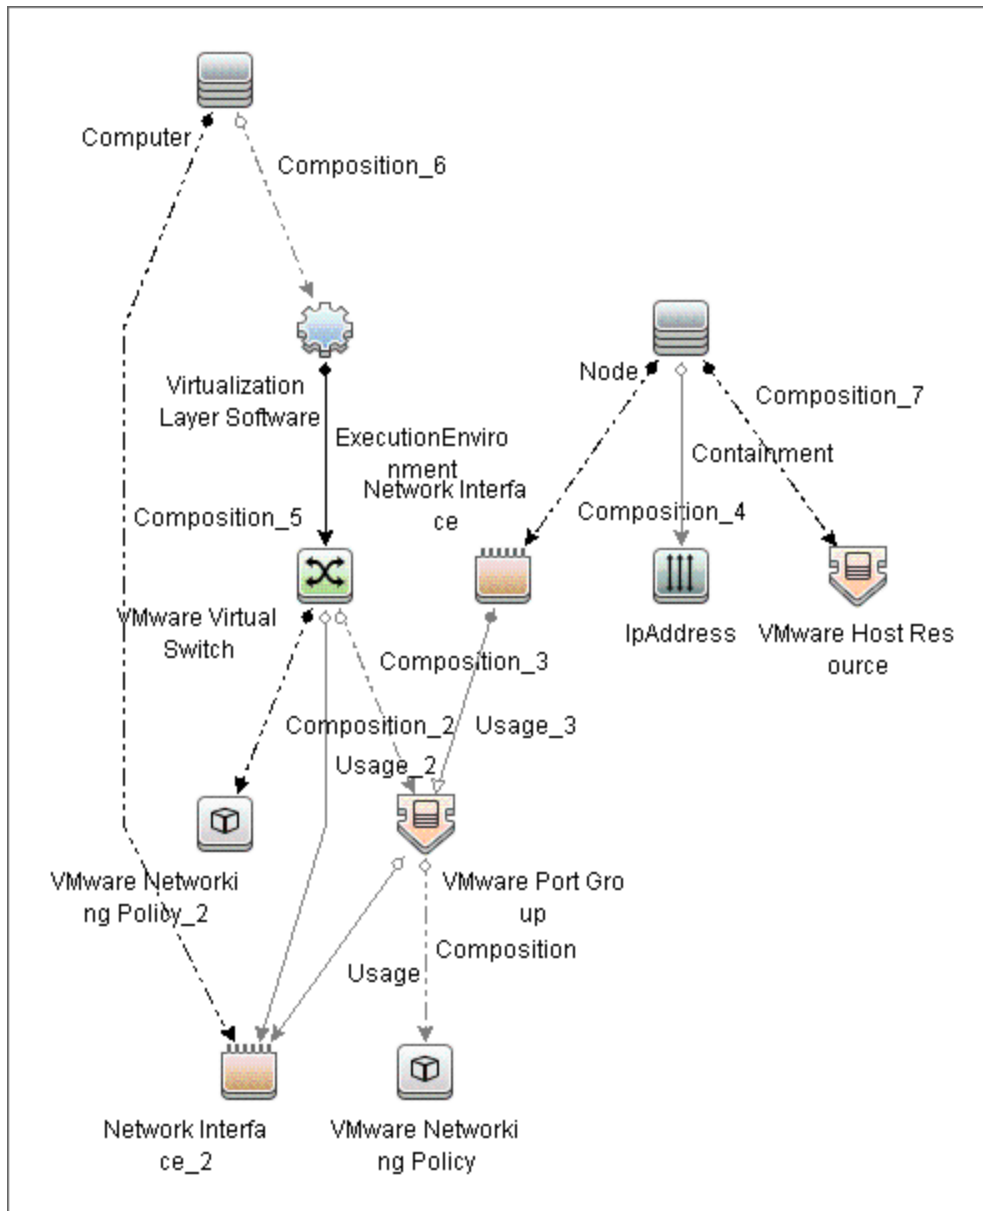 Computer
Composition_6
Node
Virtualization
Layer Software
Composition_7
ExecutionEnviro
nment
Containment
Network Interfa
ce
Composition_5
Composition_4
VMware Virtual
Switch
IpAddress
VMware Host Res
ource
Composition_3
Composition_2
Usage_3
Usage_2
VMware Networki
ng Policy_2
VMware Port Gro
up
Composition
Usage
Network Interfa
ce_2
VMware Networki
ng Policy